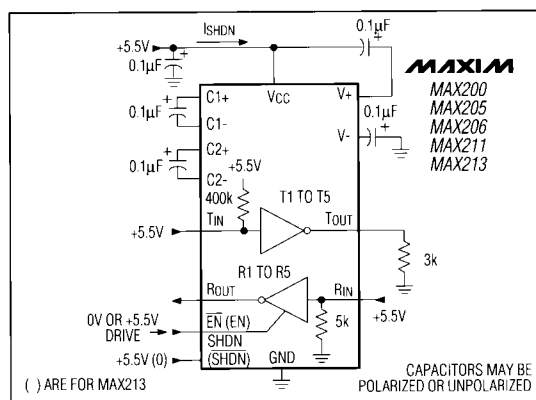 ISHDN
+5.5V
0.1µF
0.1µF
MAXIM
MAX200
MAX205
MAX206
MAX211
MAX213
VCC
V+
C1+
0.1µF
C1-
0.1µF
V-
C2+
0.1µF
C2-
+5.5V
400k
T1 TO T5
TIN
TOUT
+5.5V
3k
R1 TO R5
ROUT
RIN
+5.5V
5k
0V OR +5.5V
DRIVE
EN (EN)
SHDN
+5.5V (0)
(SHDN)
GND
( ) ARE FOR MAX213
CAPACITORS MAY BE
POLARIZED OR UNPOLARIZED